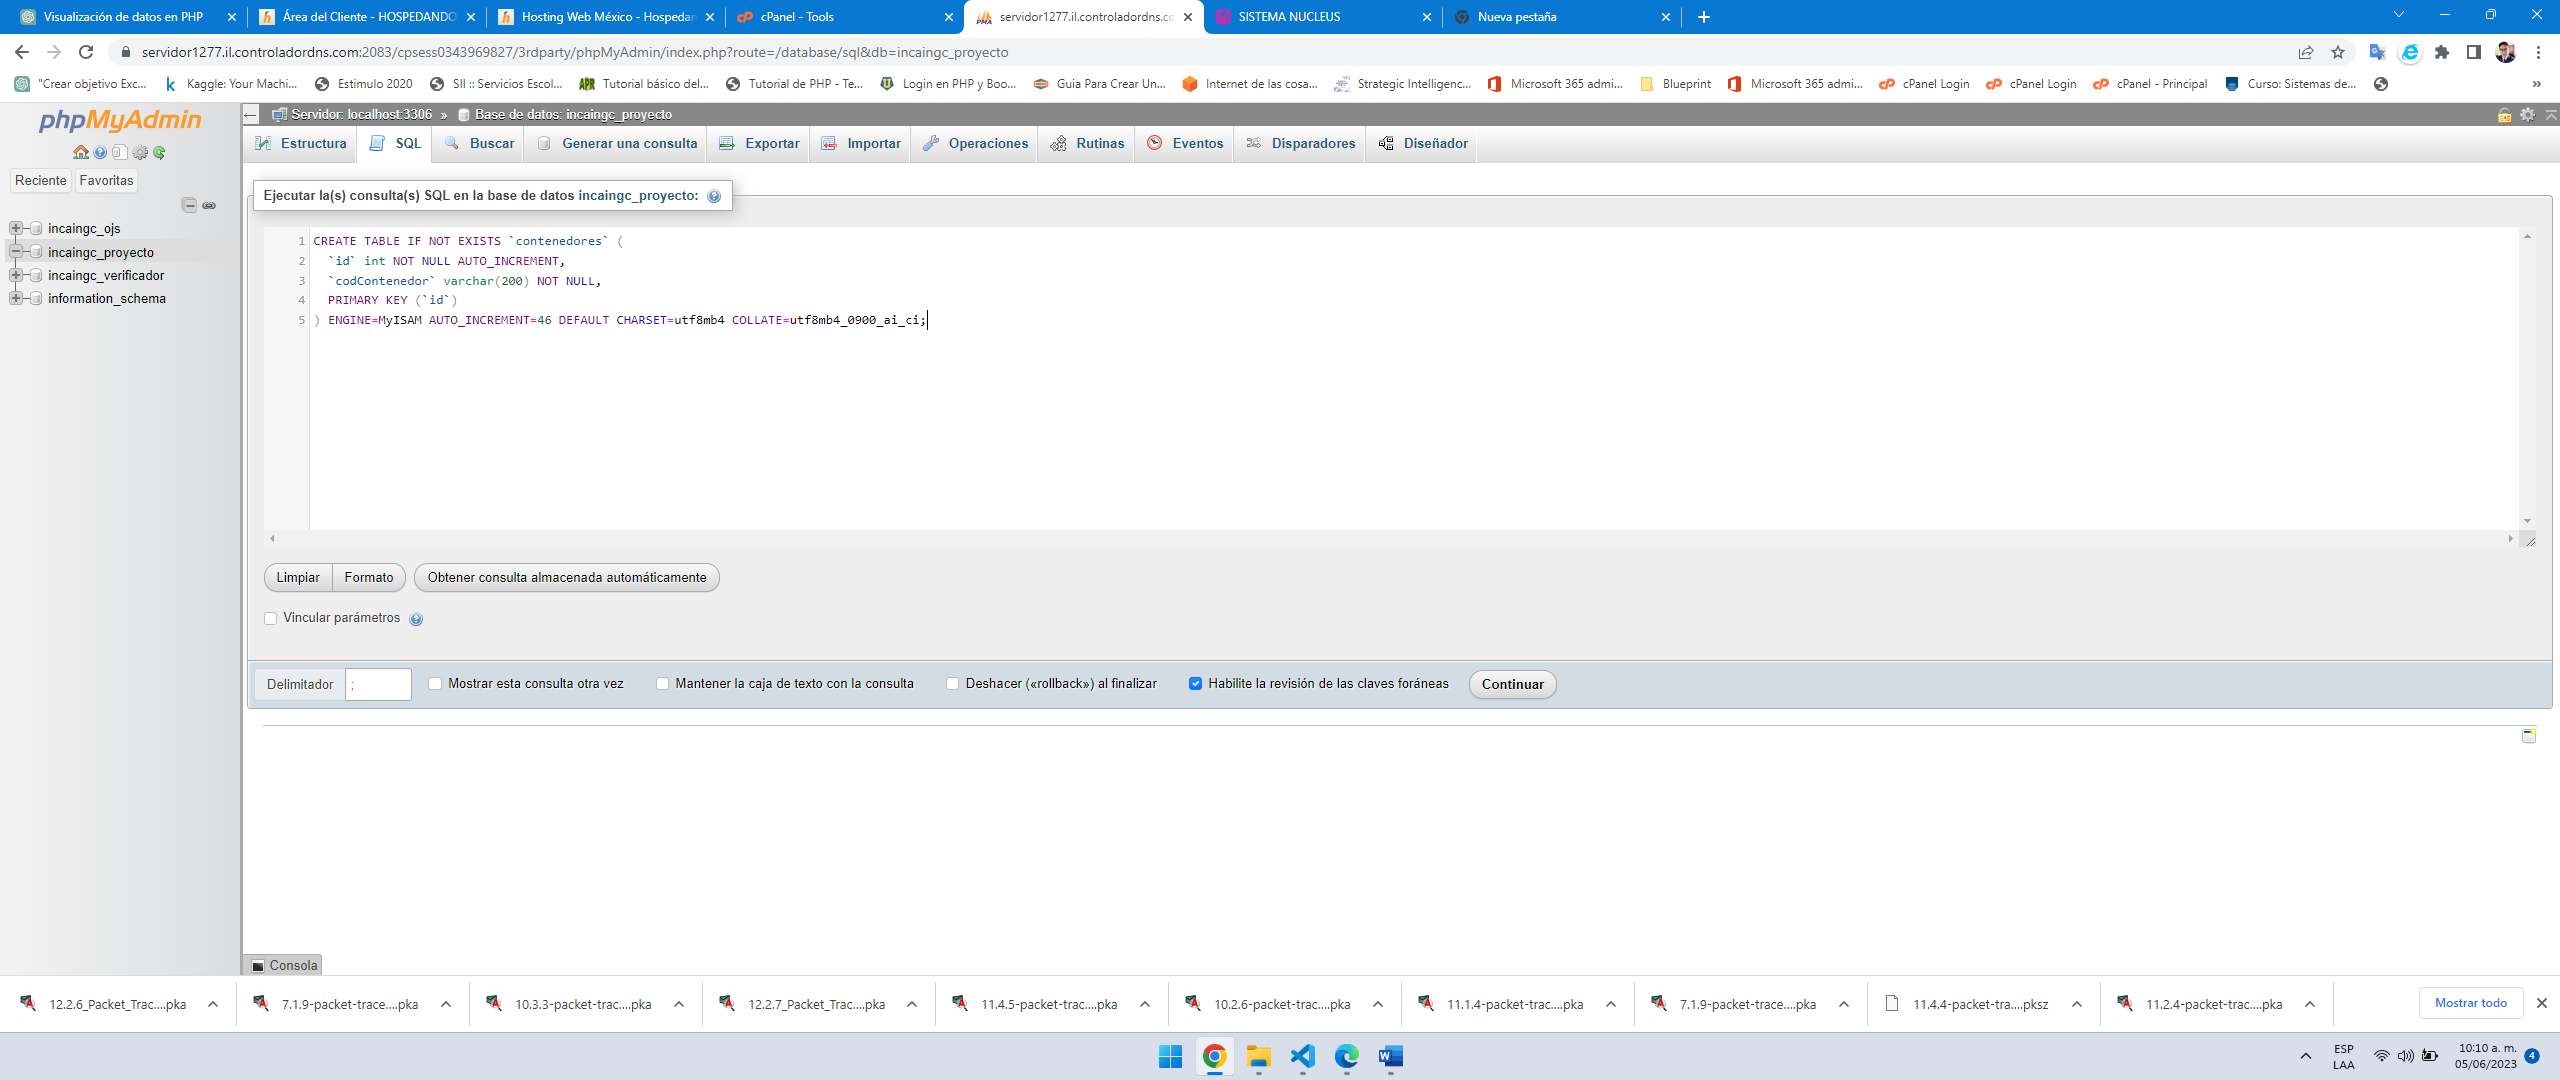 Visualización de datos en PHP
Área del Cliente - HOSPEDANDO
Hosting Web México - Hospedan
cPanel - Tools
servidor1277.il.controladordns.co
SISTEMA NUCLEUS
Nueva pestaña
servidor1277.il.controladordns.com:2083/cpsess0343969827/3rdparty/phpMyAdmin/index.php?route=/database/sql&db=incaingc_proyecto
"Crear objetivo Exc...
Kaggle: Your Machi...
Estimulo 2020
SII :: Servicios Escol...
Tutorial básico del...
Tutorial de PHP - Te...
Login en PHP y Boo...
Guia Para Crear Un...
Internet de las cosa...
Strategic Intelligenc...
Microsoft 365 admi...
Blueprint
Microsoft 365 admi...
cPanel Login
cPanel Login
cPanel - Principal
Curso: Sistemas de...
»
phpMyAdmin
Reciente
Favoritas
incaingc_ojs
incaingc_proyecto
incaingc_verificador
information_schema
Servidor: localhost:3306 » Base de datos: incaingc_proyecto
Estructura
SQL
Buscar
Generar una consulta
Exportar
Importar
Operaciones
Rutinas
Eventos
Disparadores
Diseñador
Ejecutar la(s) consulta(s) SQL en la base de datos incaingc_proyecto:
1 CREATE TABLE IF NOT EXISTS `contenedores` (
2 `id` int NOT NULL AUTO_INCREMENT,
3 `codContenedor` varchar(200) NOT NULL,
4 PRIMARY KEY (`id`)
5 ) ENGINE=MyISAM AUTO_INCREMENT=46 DEFAULT CHARSET=utf8mb4 COLLATE=utf8mb4_0900_ai_ci;
Limpiar
Formato
Obtener consulta almacenada automáticamente
Vincular parámetros
Delimitador
;
Mostrar esta consulta otra vez
Mantener la caja de texto con la consulta
Deshacer («rollback») al finalizar
Habilite la revisión de las claves foráneas
Continuar
Consola
12.2.6_Packet_Trac....pka
7.1.9-packet-trace....pka
10.3.3-packet-trac....pka
12.2.7_Packet_Trac....pka
11.4.5-packet-trac....pka
10.2.6-packet-trac....pka
11.1.4-packet-trac....pka
7.1.9-packet-trace....pka
11.4.4-packet-tra....pksz
11.2.4-packet-trac....pka
Mostrar todo
ESP
LAA
10:10 a. m.
05/06/2023
4